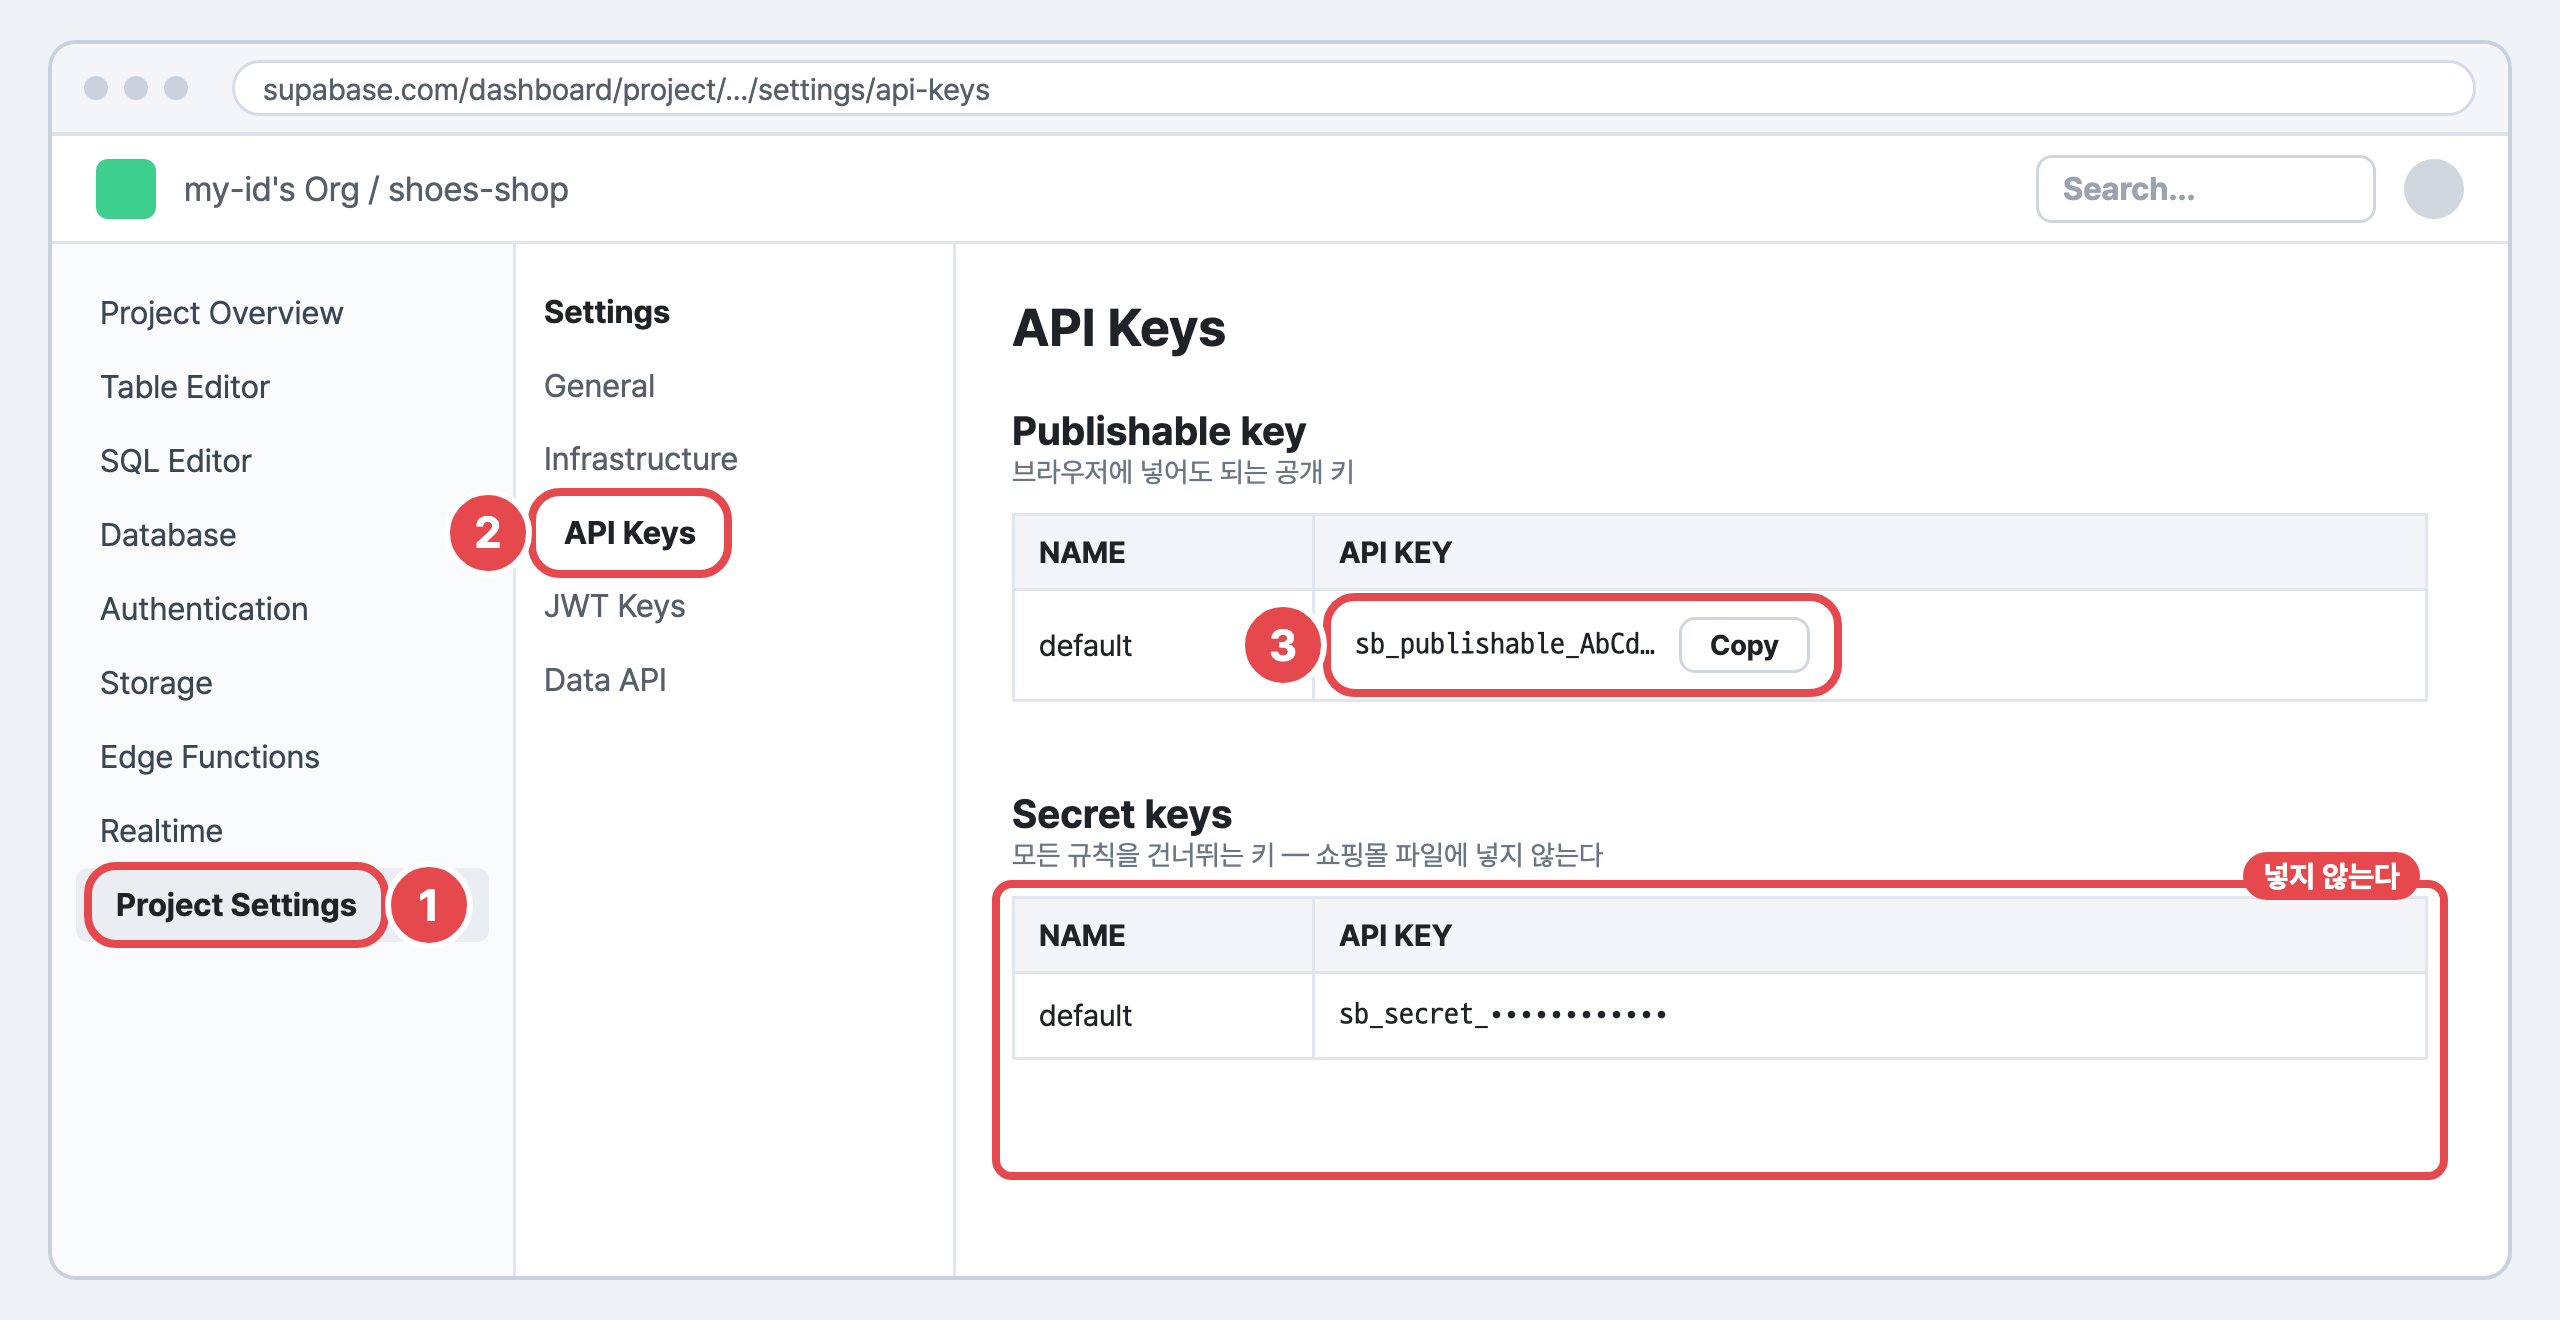 supabase.com/dashboard/project/.../settings/api-keys
my-id's Org / shoes-shop
Search...
Project Overview
Table Editor
SQL Editor
Database
Authentication
Storage
Edge Functions
Realtime
Project Settings
1
Settings
General
Infrastructure
2
API Keys
JWT Keys
Data API
API Keys
Publishable key
브라우저에 넣어도 되는 공개 키
NAME API KEY
default 3 sb_publishable_AbCd… Copy
Secret keys
모든 규칙을 건너뛰는 키 — 쇼핑몰 파일에 넣지 않는다
넣지 않는다
NAME API KEY
default sb_secret_••••••••••••